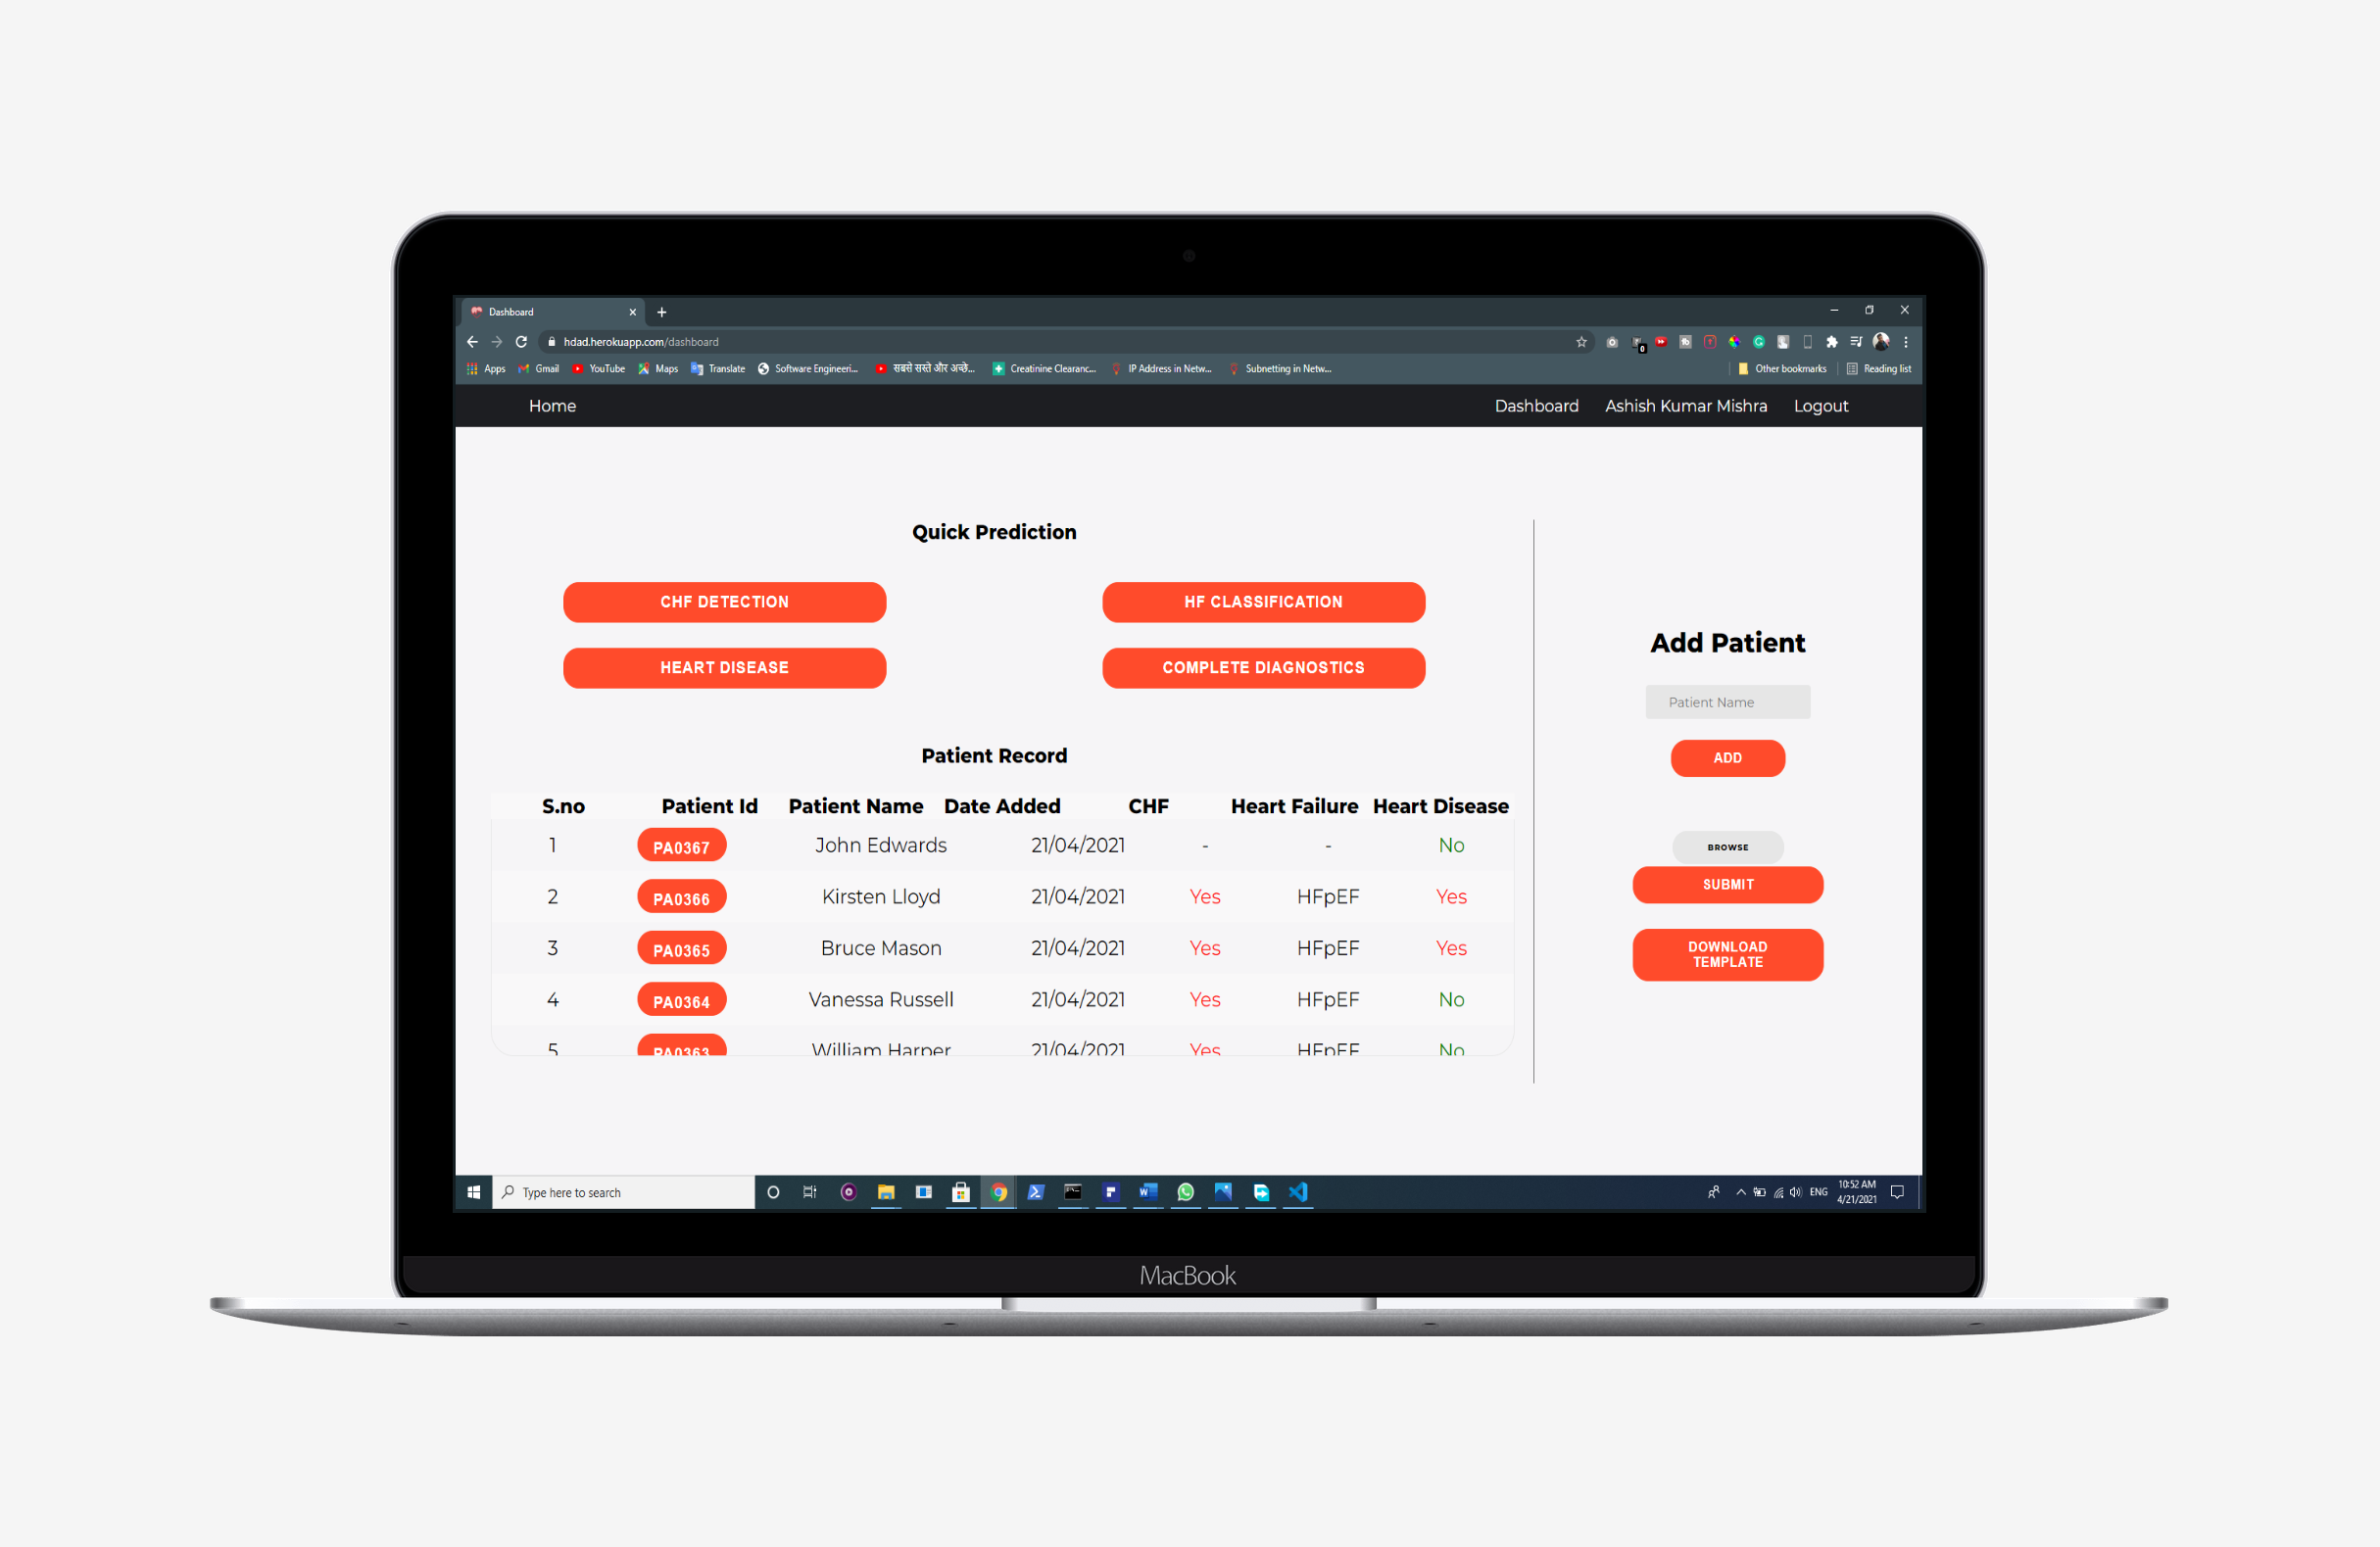 Dashboard
hdad.herokuapp.com/dashboard
0
Apps Gmail YouTube Maps Translate Software Engineeri... सबसे सस्ते और अच्छे... Creatinine Clearanc... IP Address in Netw... Subnetting in Netw... Other bookmarks Reading list
Home Dashboard Ashish Kumar Mishra Logout
Quick Prediction
CHF DETECTION HF CLASSIFICATION
HEART DISEASE COMPLETE DIAGNOSTICS
Patient Record
S.no Patient Id Patient Name Date Added CHF Heart Failure Heart Disease
1 PA0367 John Edwards 21/04/2021 - - No
2 PA0366 Kirsten Lloyd 21/04/2021 Yes HFpEF Yes
3 PA0365 Bruce Mason 21/04/2021 Yes HFpEF Yes
4 PA0364 Vanessa Russell 21/04/2021 Yes HFpEF No
5 PA0363 William Harper 21/04/2021 Yes HFpEF No
Add Patient
Patient Name
ADD
BROWSE
SUBMIT
DOWNLOAD
TEMPLATE
Type here to search
ENG
10:52 AM
4/21/2021
MacBook